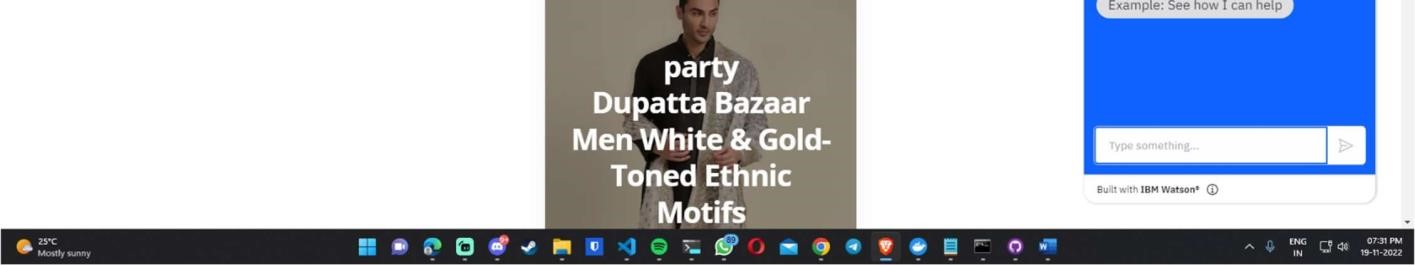 Example: See how I can help
party
Dupatta Bazaar
Men White & Gold-
Toned Ethnic
Motifs
Type something...
Built with IBM Watson®
25°C
Mostly sunny
89
ENG
IN
07:31 PM
19-11-2022